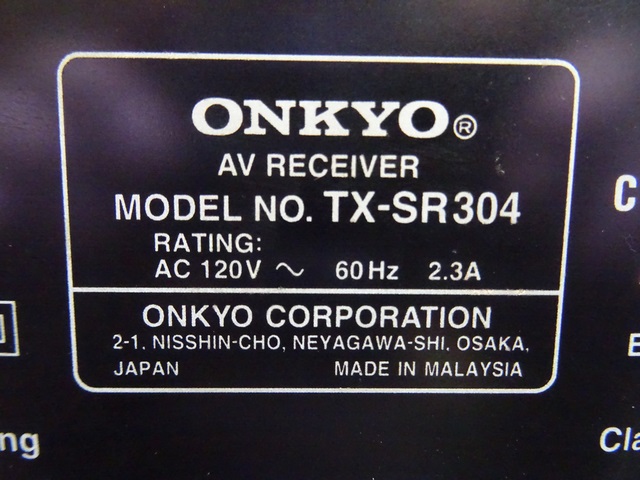 ONKYO®
AV RECEIVER
MODEL NO. TX-SR304
RATING:
AC 120V ～ 60Hz 2.3A
ONKYO CORPORATION
2-1, NISSHIN-CHO, NEYAGAWA-SHI, OSAKA,
JAPAN MADE IN MALAYSIA